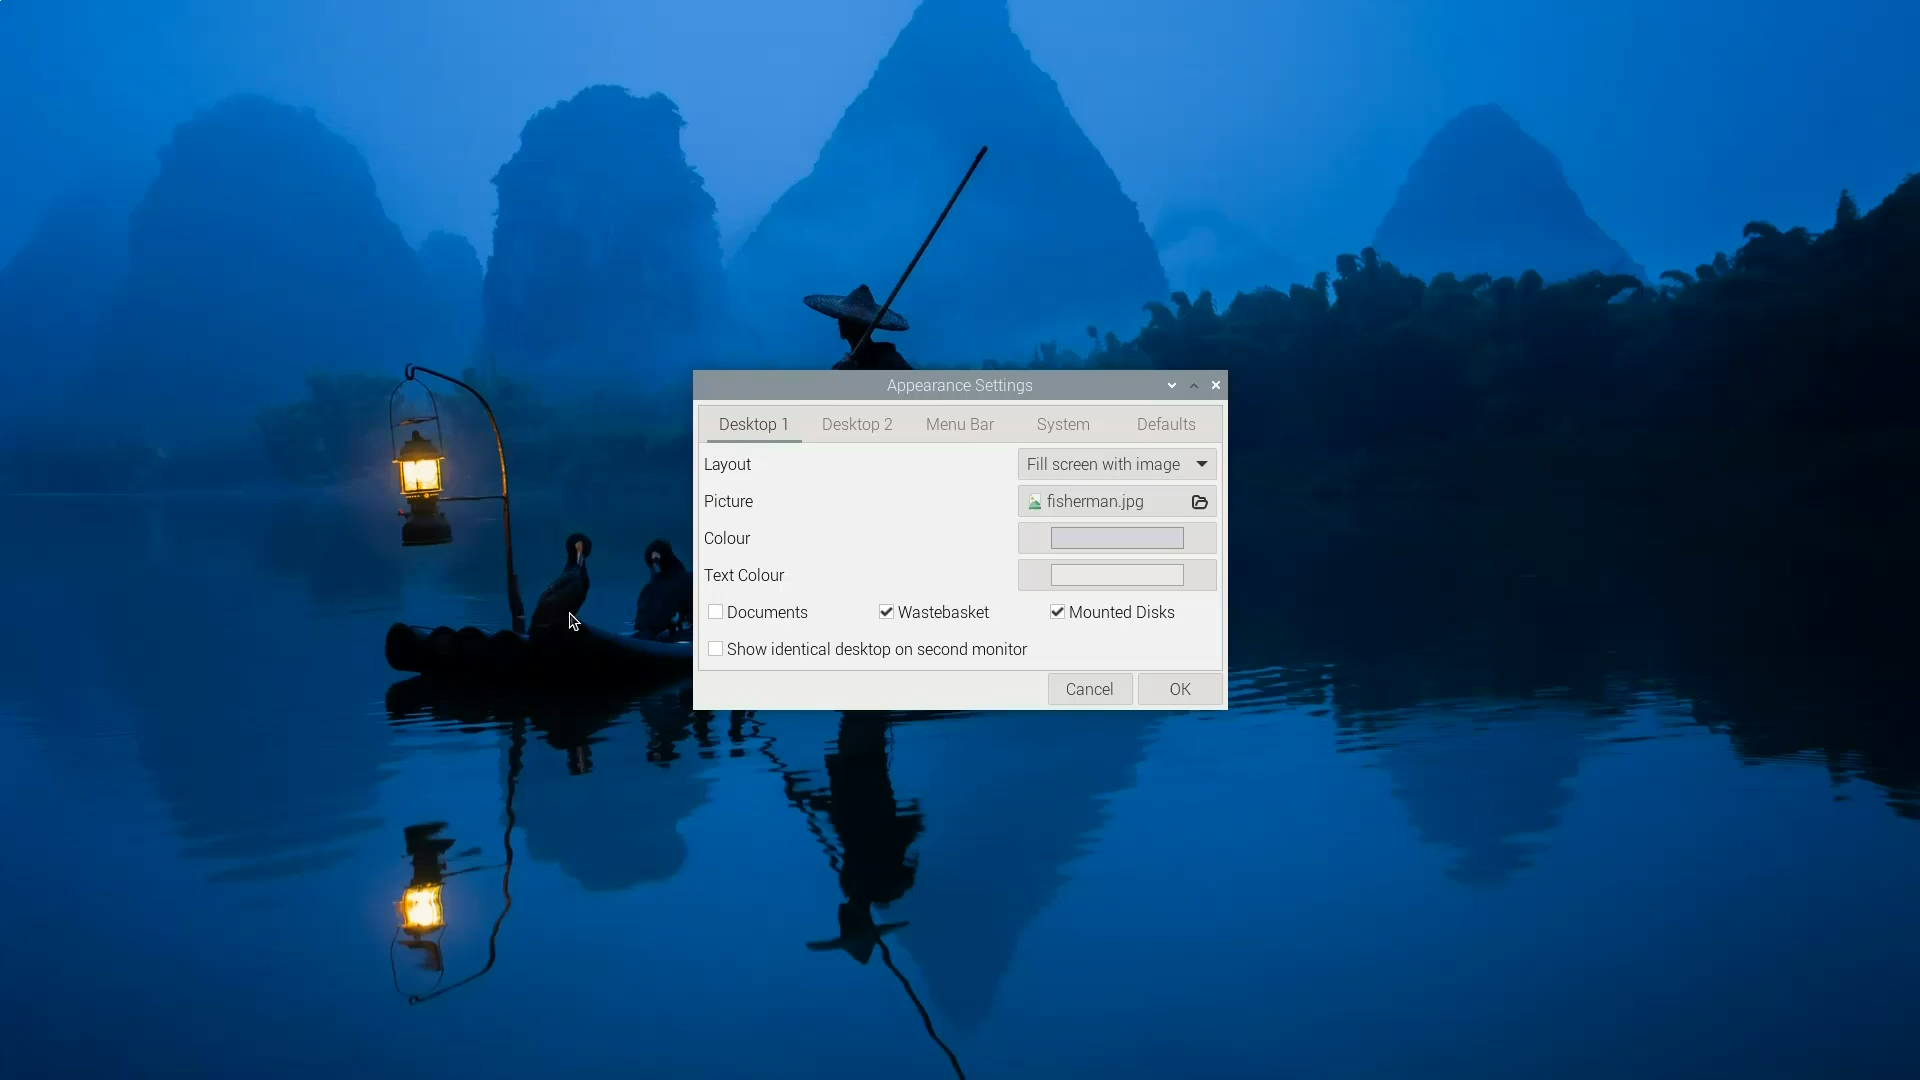 Appearance Settings
Desktop 1 Desktop 2 Menu Bar System Defaults
Layout Fill screen with image
Picture fisherman.jpg
Colour
Text Colour
Documents Wastebasket Mounted Disks
Show identical desktop on second monitor
Cancel OK